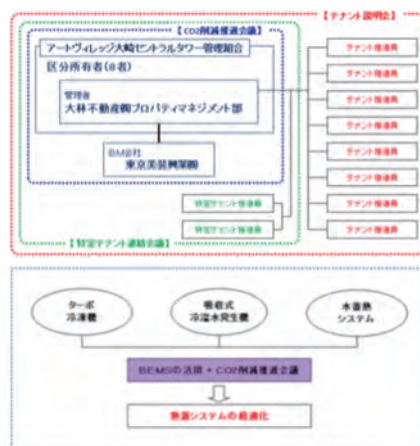 【テナント説明会】
【CO2削減推進会議】
アートヴィレッジ大崎セントラルタワー管理組合
区分所有者(8名)
管理者
大林不動産㈱プロパティマネジメント部
BM会社
東京美装興業㈱
テナント推進員
テナント推進員
テナント推進員
テナント推進員
テナント推進員
テナント推進員
テナント推進員
テナント推進員
特定テナント推進員
特定テナント推進員
【特定テナント連絡会議】
ターボ
冷凍機
吸収式
冷温水発生機
水蓄熱
システム
BEMSの活用 + CO2削減推進会議
熱源システムの最適化